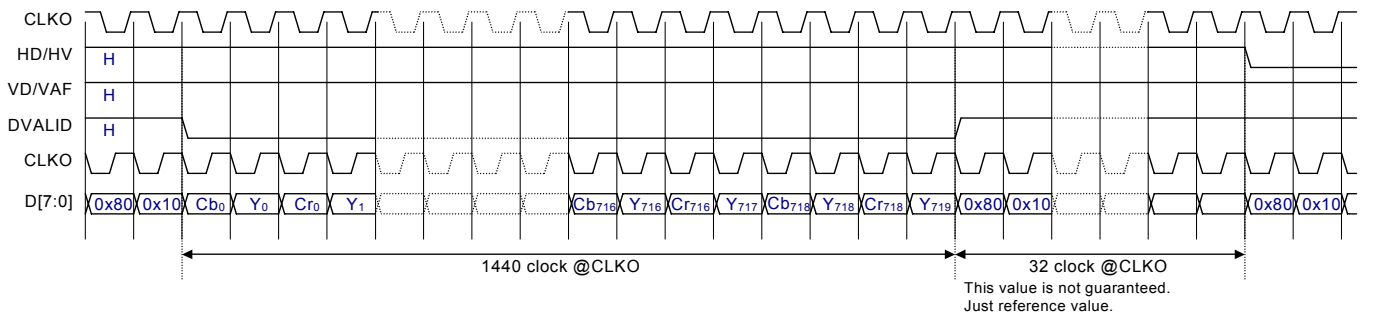 CLKO
HD/HV H
VD/VAF H
DVALID H
CLKO
D[7:0] 0x80 0x10 Cb0 Y0 Cr0 Y1 Cb716 Y716 Cr716 Y717 Cb718 Y718 Cr718 Y719 0x80 0x10 0x80 0x10
1440 clock @CLKO 32 clock @CLKO
This value is not guaranteed.
Just reference value.